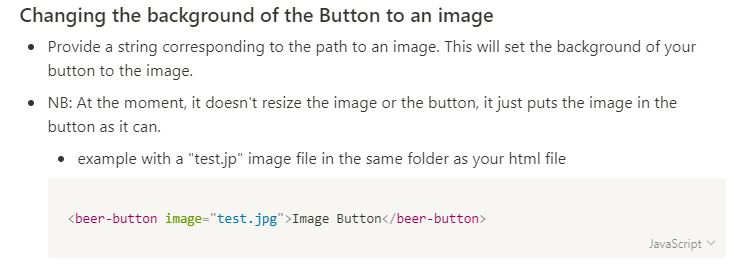 Changing the background of the Button to an image
Provide a string corresponding to the path to an image. This will set the background of your
button to the image.
NB: At the moment, it doesn't resize the image or the button, it just puts the image in the
button as it can.
example with a "test.jp" image file in the same folder as your html file
<beer-button image="test.jpg">Image Button</beer-button>
JavaScript